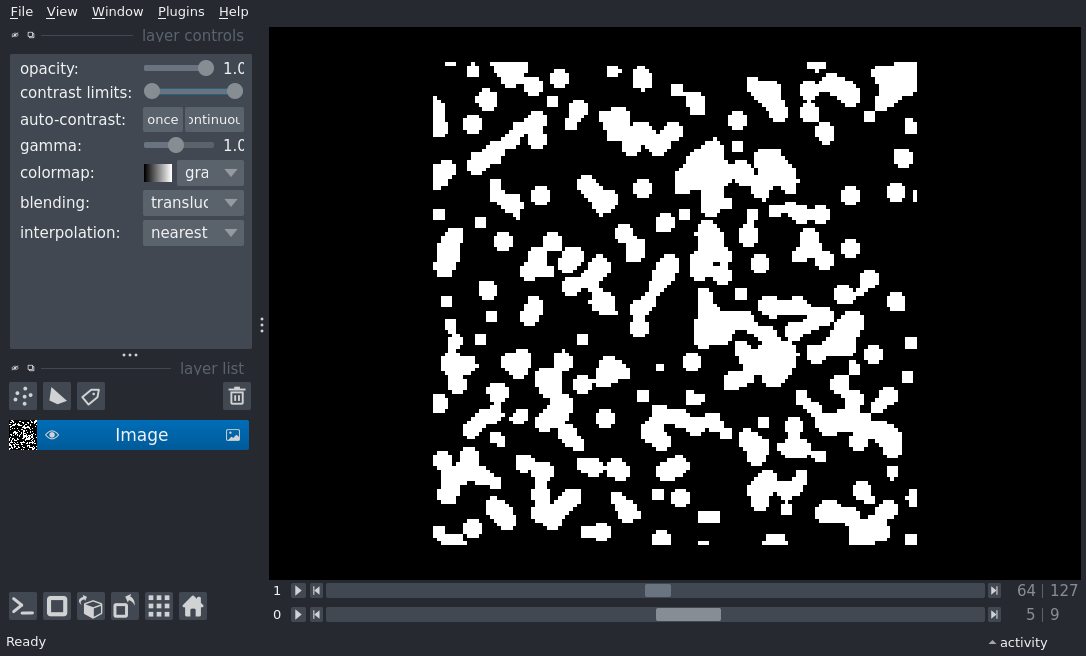 File View Window Plugins Help
layer controls
opacity: 1.0
contrast limits:
auto-contrast: once ontinuou
gamma: 1.0
colormap: gra
blending: transluc
interpolation: nearest
layer list
Image
1 64 | 127
0 5 | 9
Ready activity